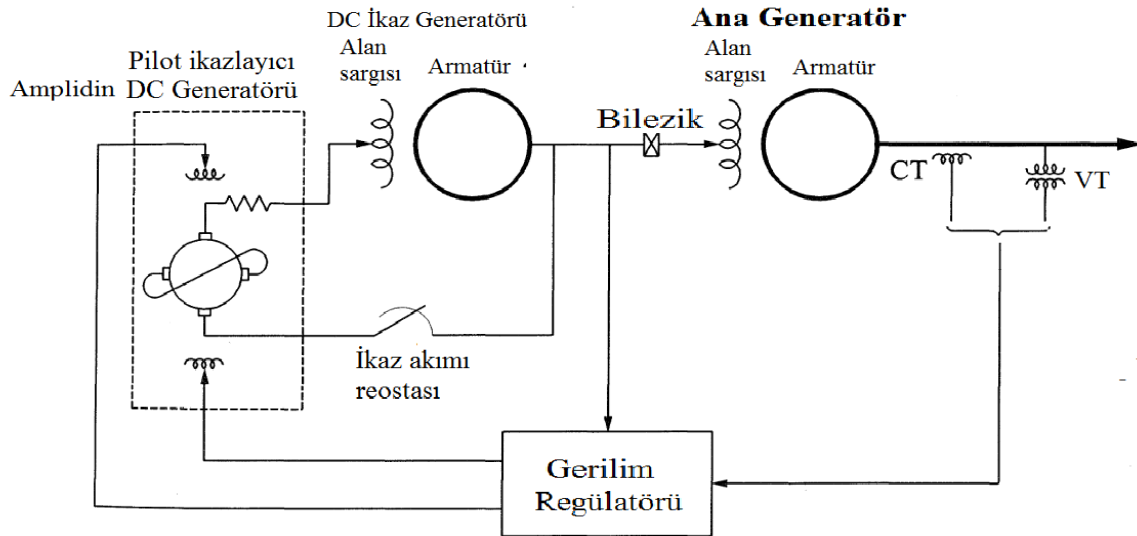 DC İkaz Generatörü
Alan
sargısı
Armatür
Ana Generatör
Alan
sargısı
Armatür
Pilot ikazlayıcı
Amplidin DC Generatörü
Bilezik
CT
VT
İkaz akımı
reostası
Gerilim
Regülatörü